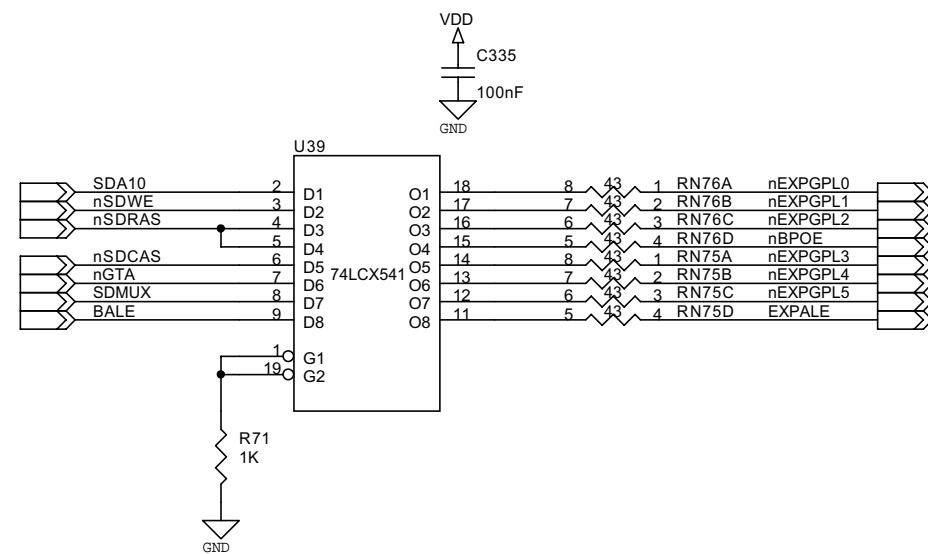 VDD
C335
100nF
GND
U39
SDA10 2 D1 O1 18 8 43 1 RN76A nEXPGPL0
nSDWE 3 D2 O2 17 7 43 2 RN76B nEXPGPL1
nSDRAS 4 D3 O3 16 6 43 3 RN76C nEXPGPL2
5 D4 O4 15 5 43 4 RN76D nBPOE
nSDCAS 6 D5 O5 14 8 43 1 RN75A nEXPGPL3
nGTA 7 D6 74LCX541 O6 13 7 43 2 RN75B nEXPGPL4
SDMUX 8 D7 O7 12 6 43 3 RN75C nEXPGPL5
BALE 9 D8 O8 11 5 43 4 RN75D EXPALE
1 G1
19 G2
R71
1K
GND